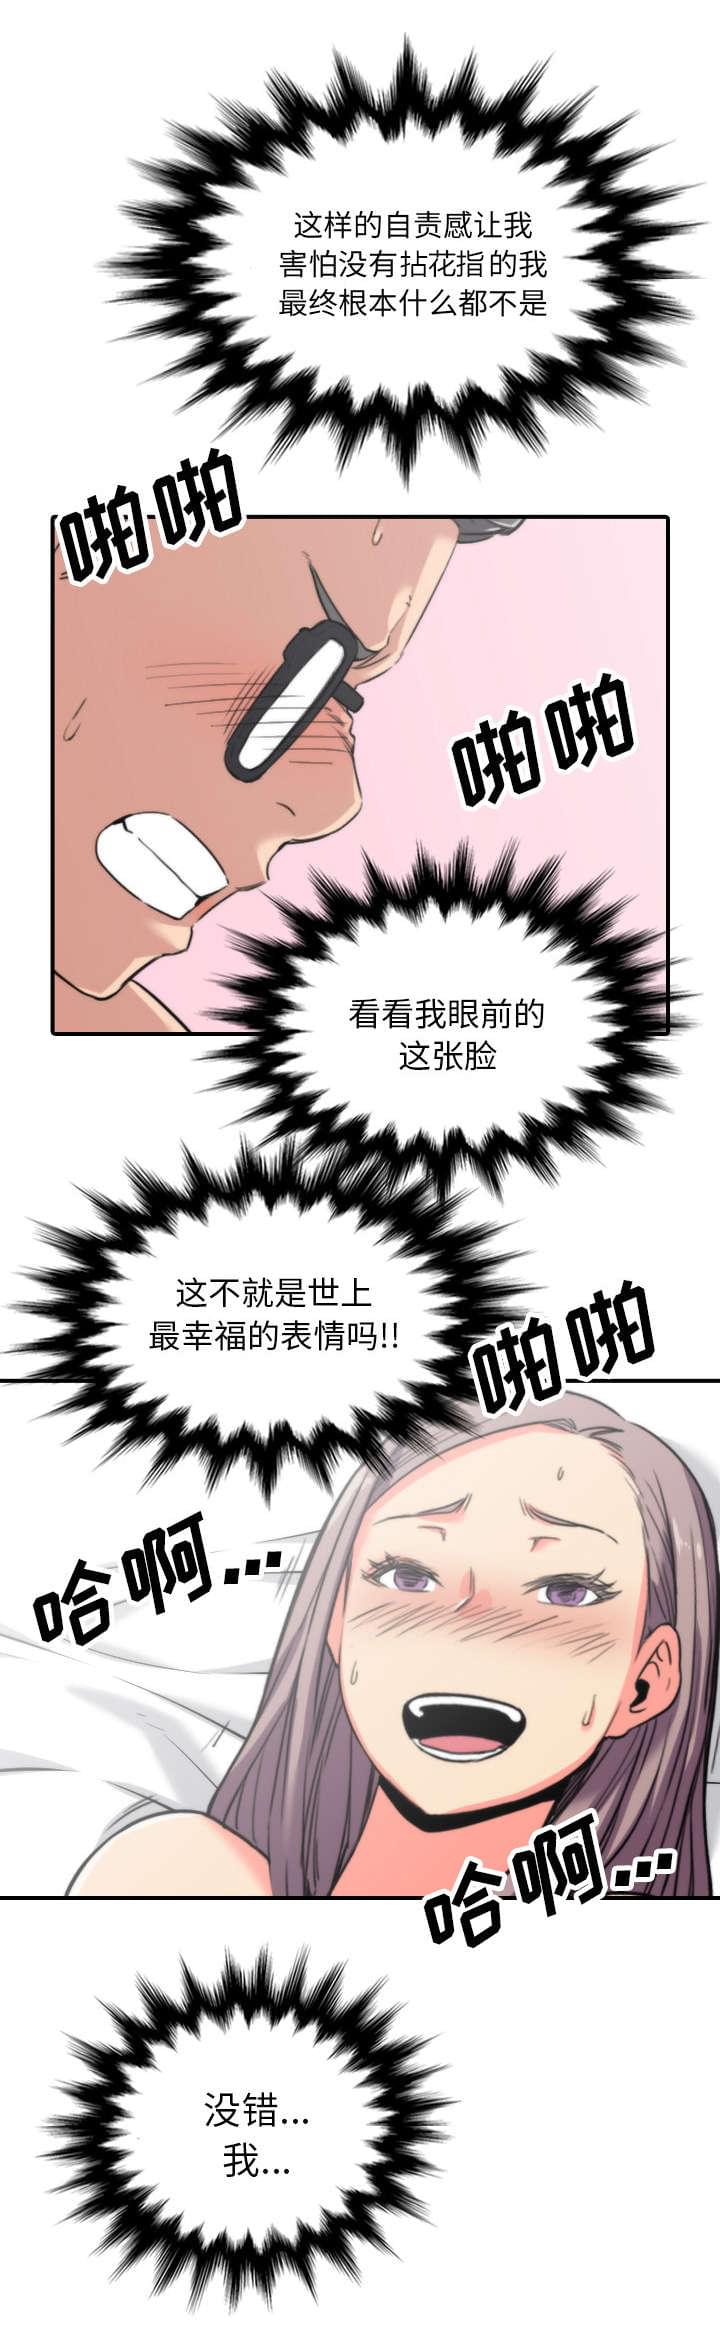 这样的自责感让我
害怕没有拈花指的我
最终根本什么都不是
啪啪
啪啪
看看我眼前的
这张脸
这不就是世上
最幸福的表情吗!!
啪啪
哈啊...
哈啊...
没错...
我...